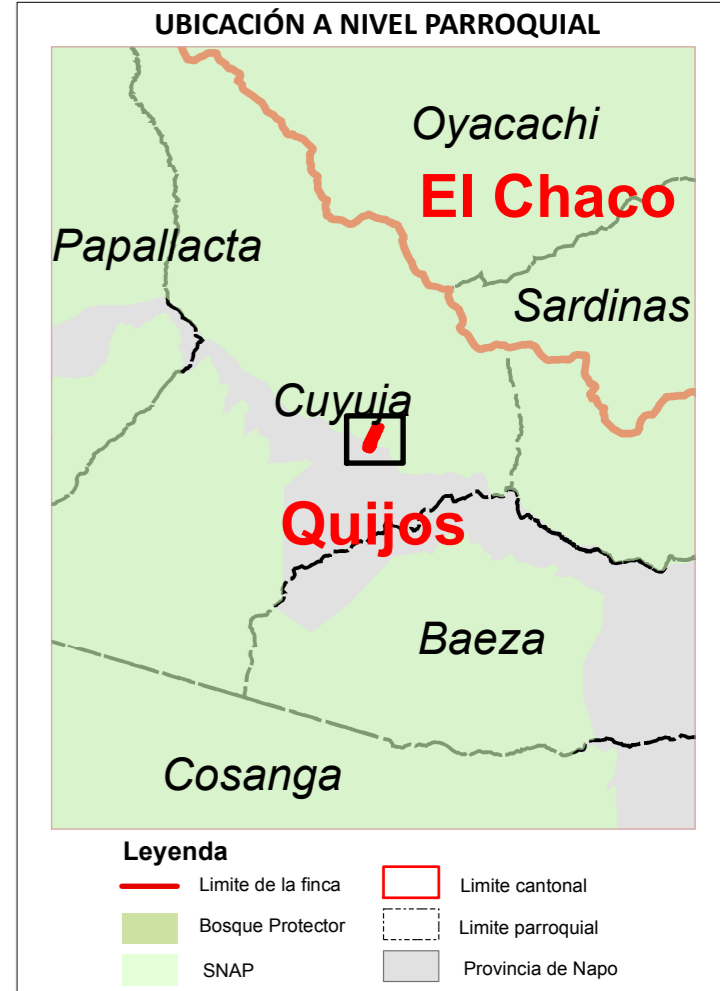 UBICACIÓN A NIVEL PARROQUIAL
Oyacachi
El Chaco
Papallacta
Sardinas
Cuyuja
Quijos
Baeza
Cosanga
Leyenda
Limite de la finca
Limite cantonal
Bosque Protector
Limite parroquial
SNAP
Provincia de Napo